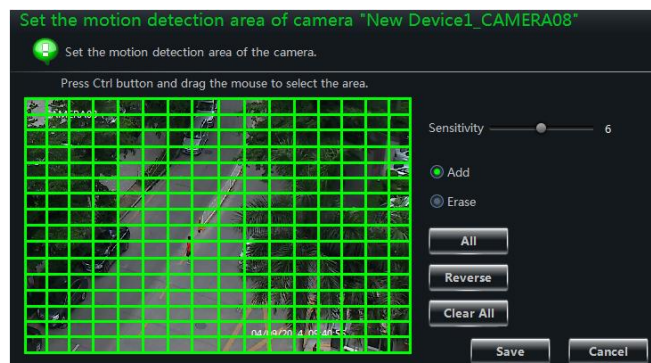 Set the motion detection area of camera "New Device1_CAMERA08"
Set the motion detection area of the camera.
Press Ctrl button and drag the mouse to select the area.
CAMERA08
Sensitivity 6
Add
Erase
All
Reverse
Clear All
Save Cancel